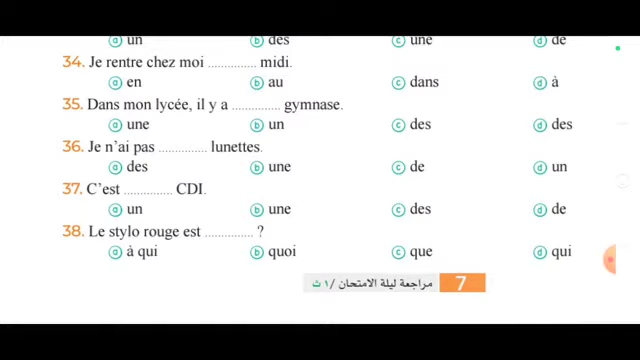 ⓐ un ⓑ des ⓒ une ⓓ de
34. Je rentre chez moi .............. midi.
ⓐ en ⓑ au ⓒ dans ⓓ à
35. Dans mon lycée, il y a .............. gymnase.
ⓐ une ⓑ un ⓒ des ⓓ des
36. Je n'ai pas .............. lunettes.
ⓐ des ⓑ une ⓒ de ⓓ un
37. C'est .............. CDI.
ⓐ un ⓑ une ⓒ des ⓓ de
38. Le stylo rouge est .............. ?
ⓐ à qui ⓑ quoi ⓒ que ⓓ qui
مراجعة ليلة الامتحان / ١ ث 7